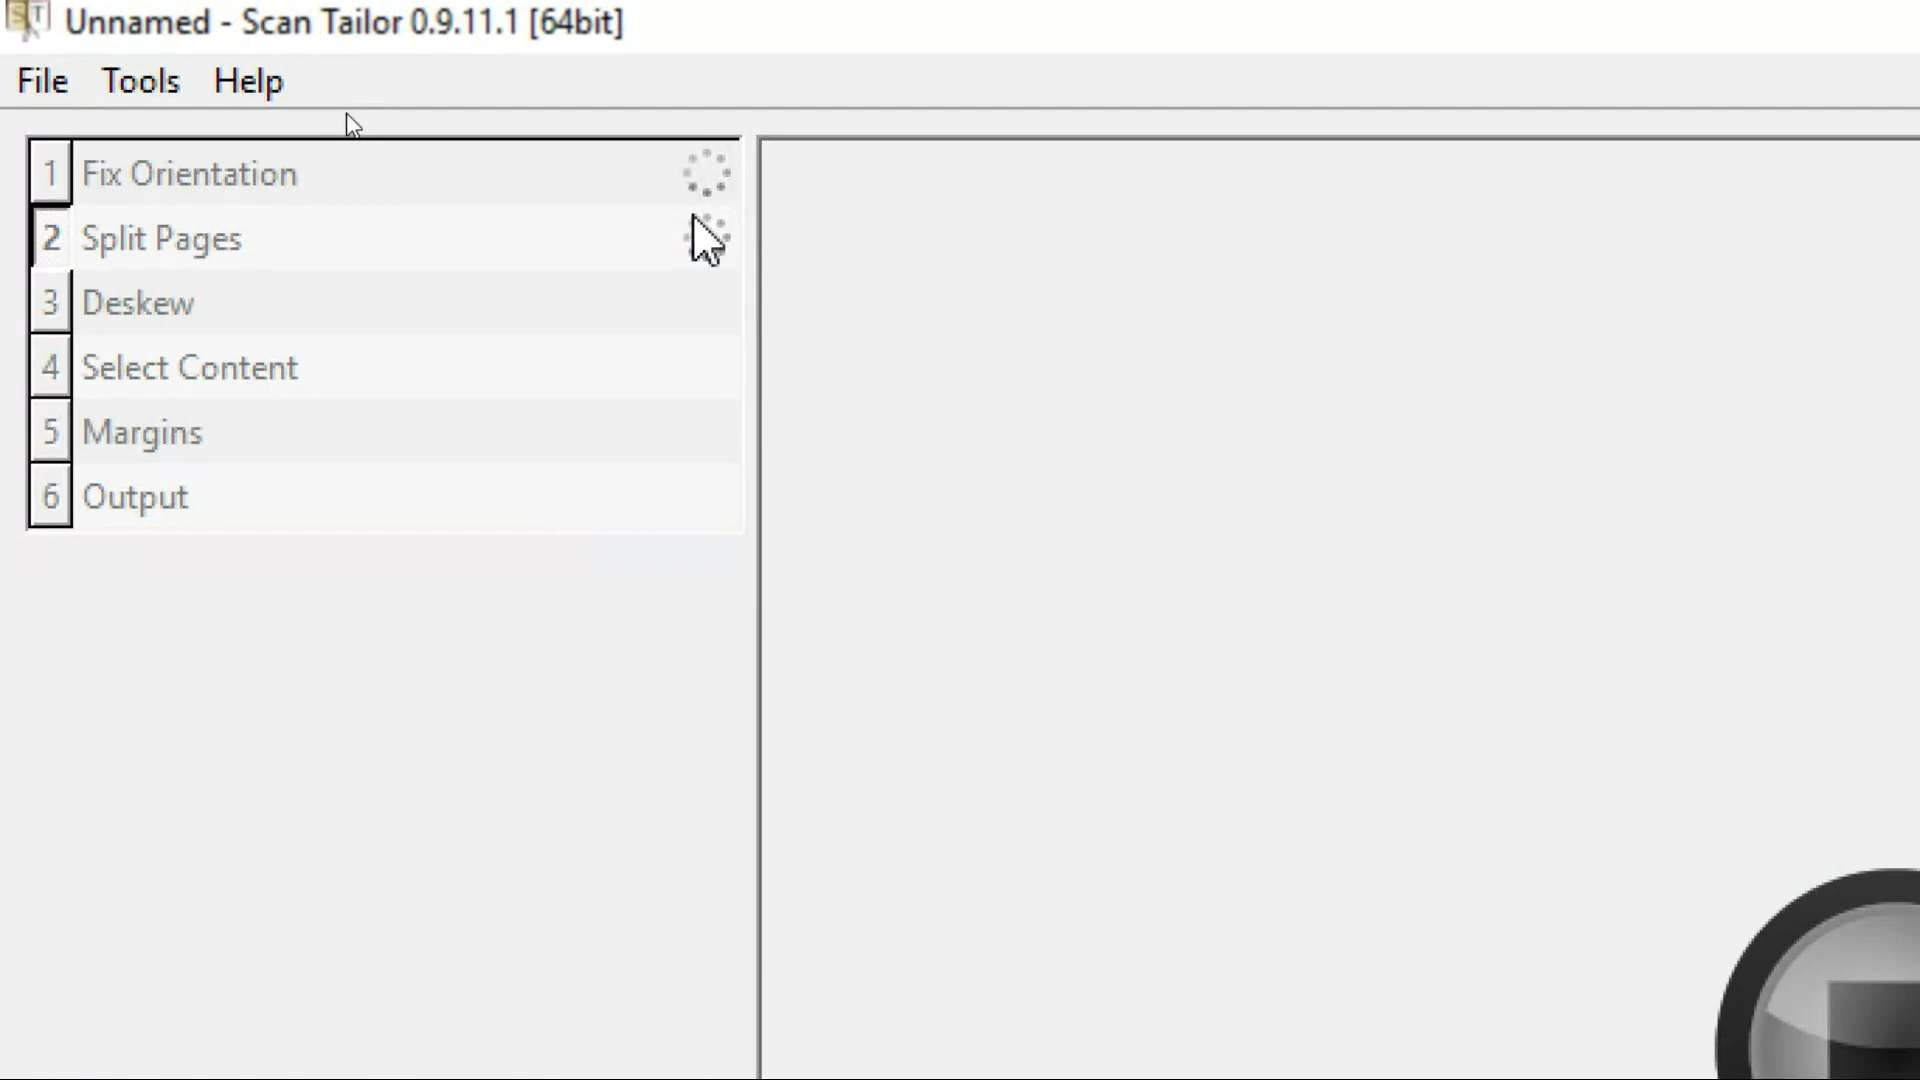 Unnamed - Scan Tailor 0.9.11.1 [64bit]
File Tools Help
1 Fix Orientation
2 Split Pages
3 Deskew
4 Select Content
5 Margins
6 Output